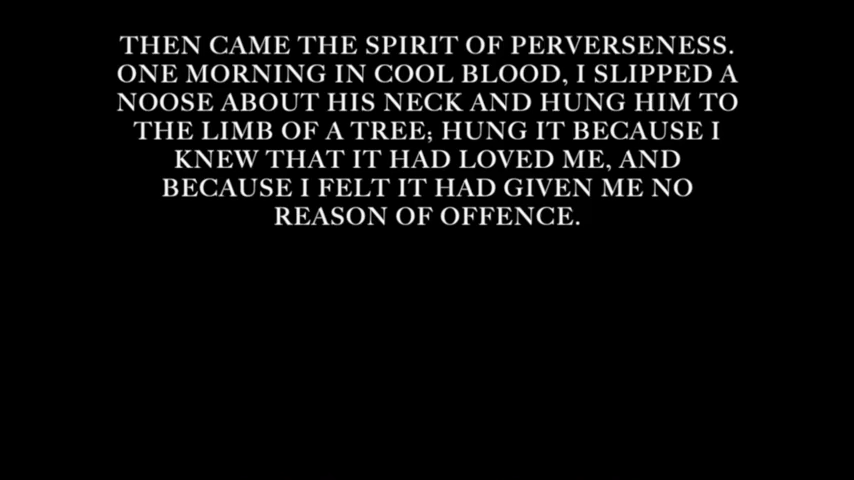 THEN CAME THE SPIRIT OF PERVERSENESS.
ONE MORNING IN COOL BLOOD, I SLIPPED A
NOOSE ABOUT HIS NECK AND HUNG HIM TO
THE LIMB OF A TREE; HUNG IT BECAUSE I
KNEW THAT IT HAD LOVED ME, AND
BECAUSE I FELT IT HAD GIVEN ME NO
REASON OF OFFENCE.